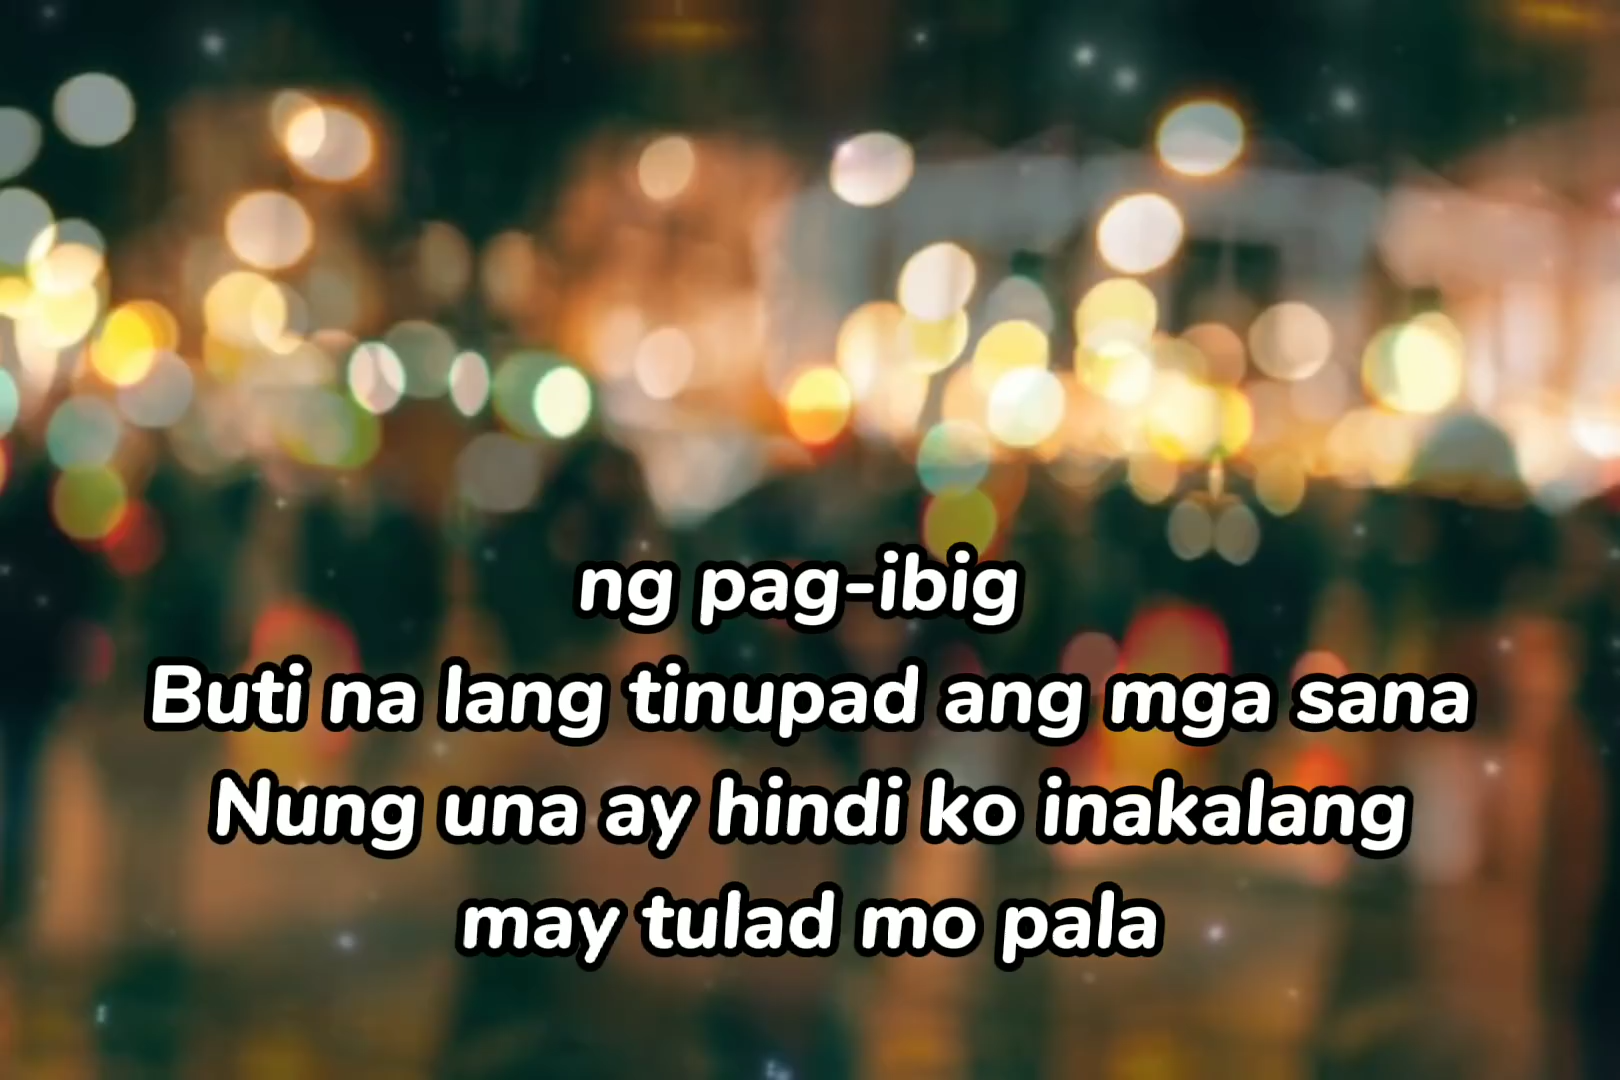 ng pag-ibig
Buti na lang tinupad ang mga sana
Nung una ay hindi ko inakalang
may tulad mo pala